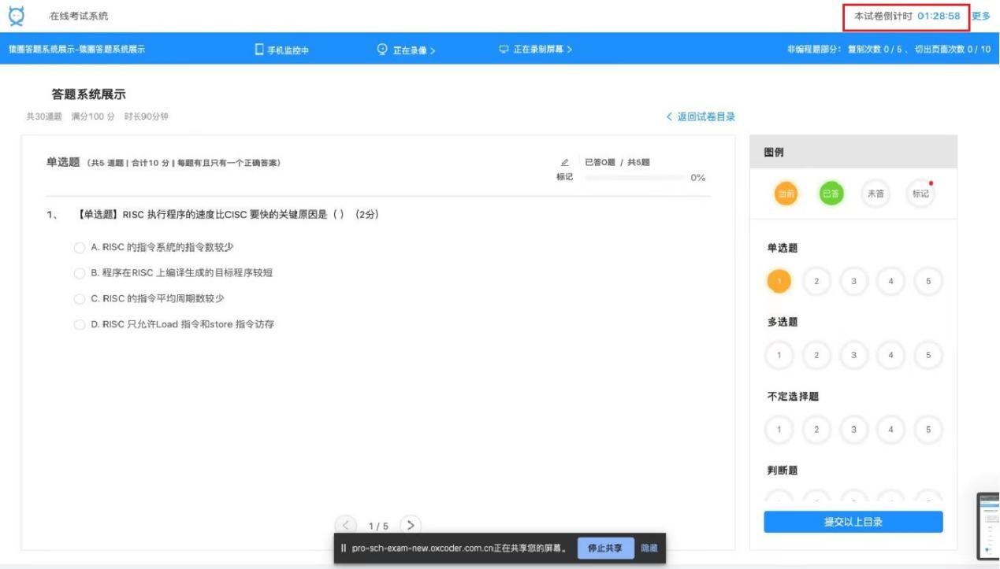 在线考试系统
本试卷倒计时 01:28:58 更多
猿圈答题系统展示-猿圈答题系统展示
手机监控中
正在录像 >
正在录制屏幕 >
非编程题部分： 复制次数 0 / 5 、 切出页面次数 0 / 10
答题系统展示
共30道题 满分100 分 时长90分钟
< 返回试卷目录
单选题 （共5 道题 | 合计10 分 | 每题有且只有一个正确答案）
标记
已答0题 / 共5题
0%
1、 【单选题】RISC 执行程序的速度比CISC 要快的关键原因是（ ）（2分）
A. RISC 的指令系统的指令数较少
B. 程序在RISC 上编译生成的目标程序较短
C. RISC 的指令平均周期数较少
D. RISC 只允许Load 指令和store 指令访存
< 1 / 5 >
图例
当前 已答 未答 标记
单选题
1 2 3 4 5
多选题
1 2 3 4 5
不定选择题
1 2 3 4 5
判断题
提交以上目录
pro-sch-exam-new.oxcoder.com.cn正在共享您的屏幕。 停止共享 隐藏